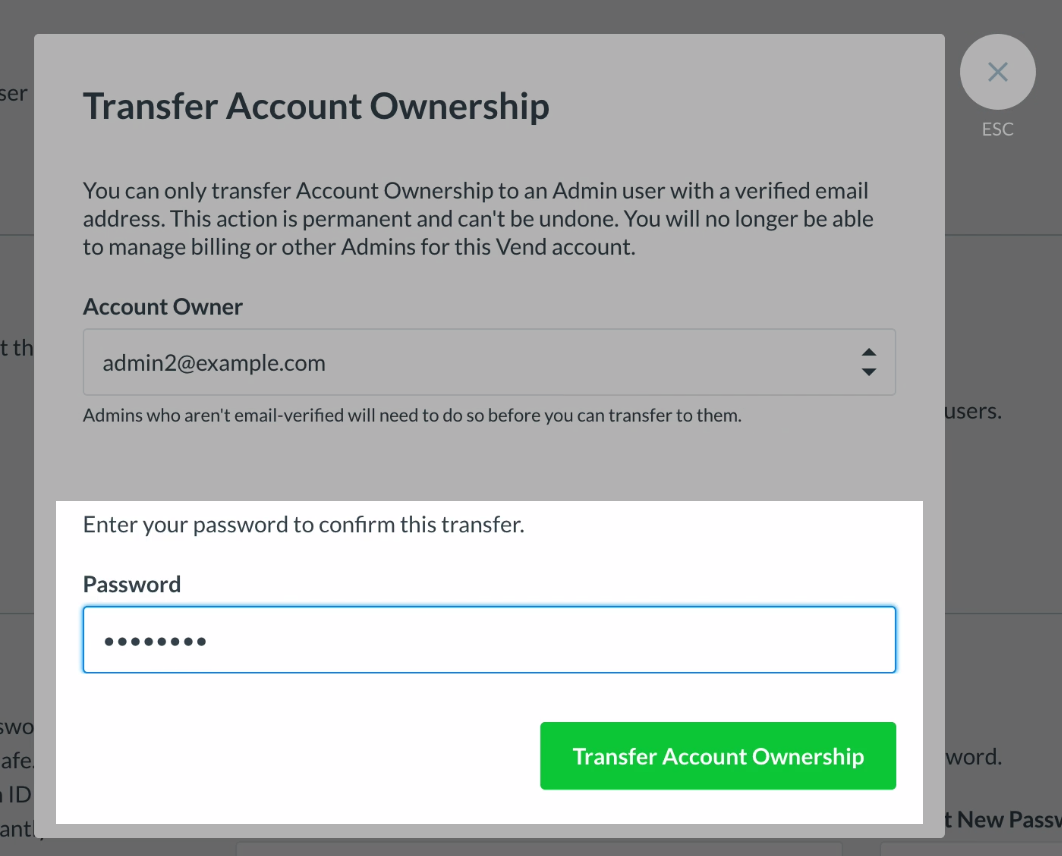 ser
Transfer Account Ownership
ESC
You can only transfer Account Ownership to an Admin user with a verified email
address. This action is permanent and can't be undone. You will no longer be able
to manage billing or other Admins for this Vend account.
Account Owner
t th
admin2@example.com
Admins who aren't email-verified will need to do so before you can transfer to them.
users.
Enter your password to confirm this transfer.
Password
••••••••
swo
Transfer Account Ownership
afe.
word.
ID
t New Passw
antly